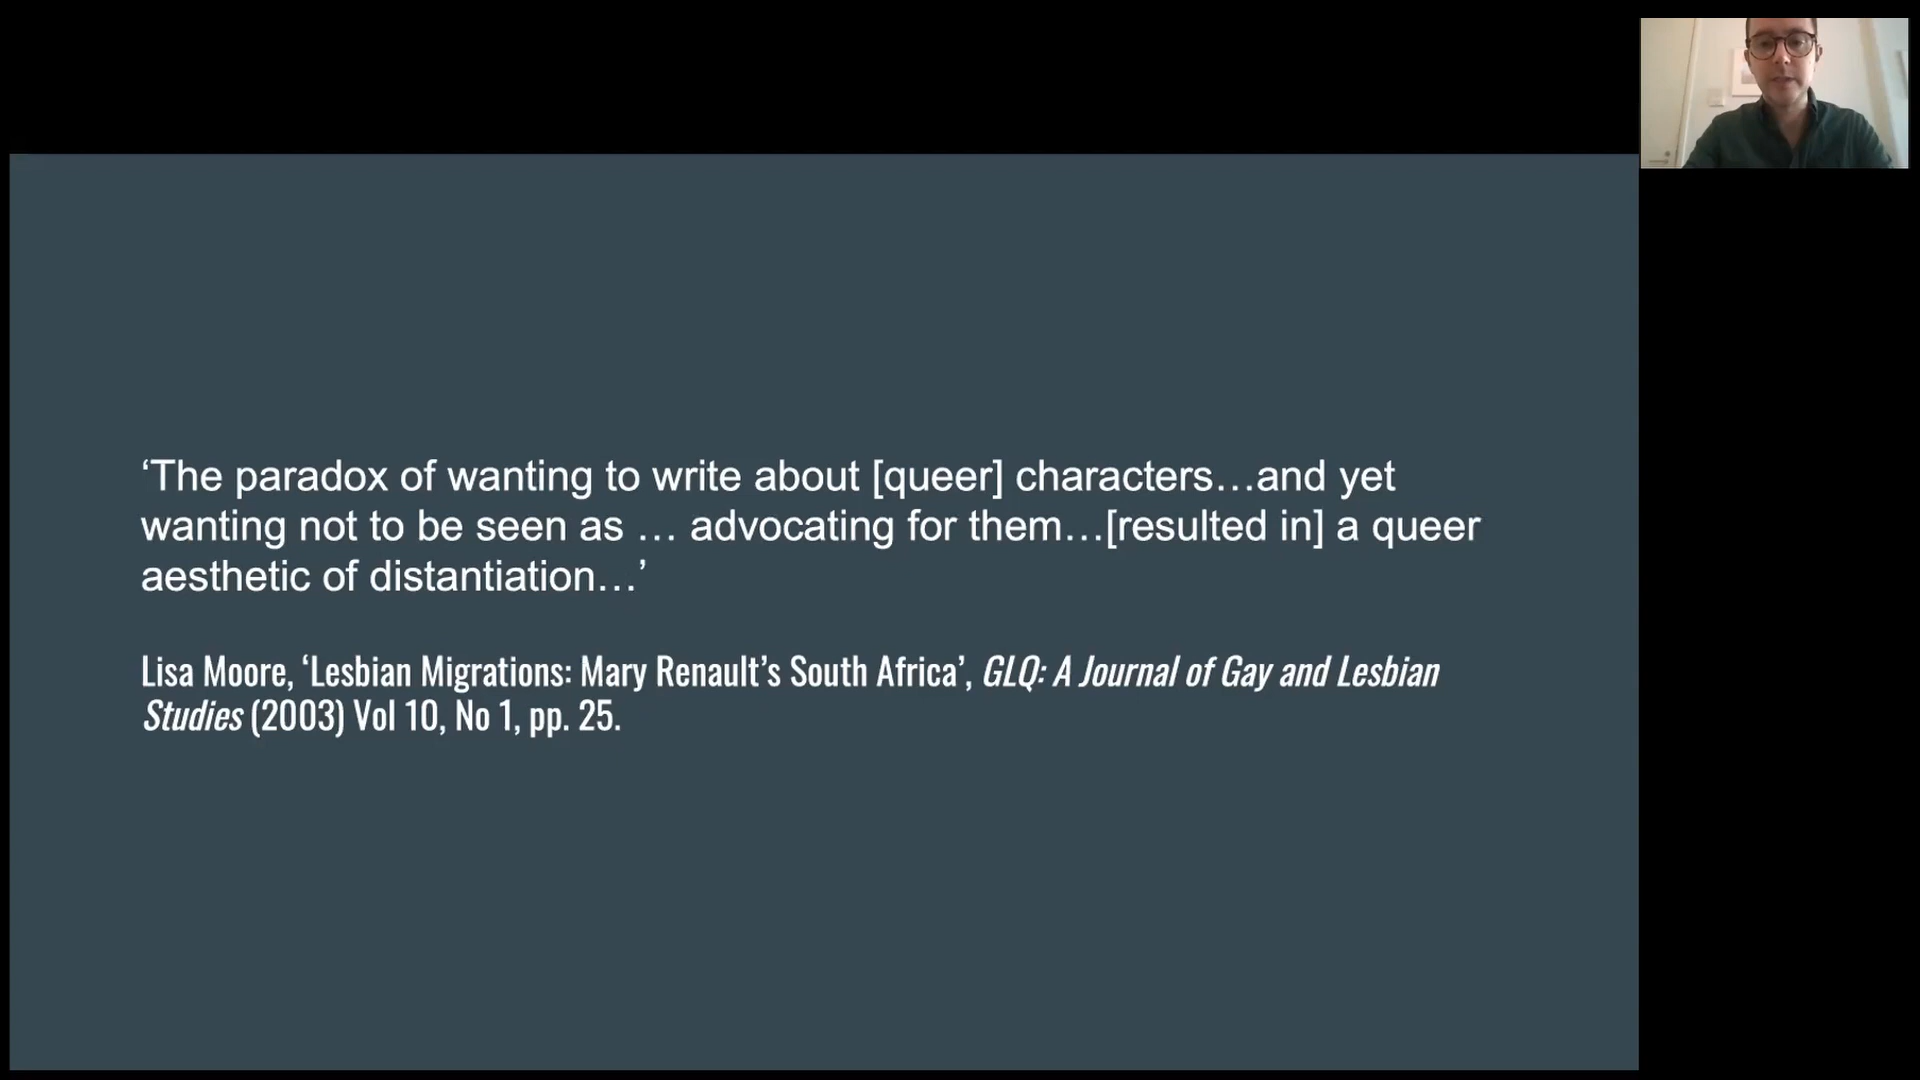 ‘The paradox of wanting to write about [queer] characters…and yet
wanting not to be seen as … advocating for them…[resulted in] a queer
aesthetic of distantiation…’
Lisa Moore, ‘Lesbian Migrations: Mary Renault’s South Africa’, GLQ: A Journal of Gay and Lesbian
Studies (2003) Vol 10, No 1, pp. 25.